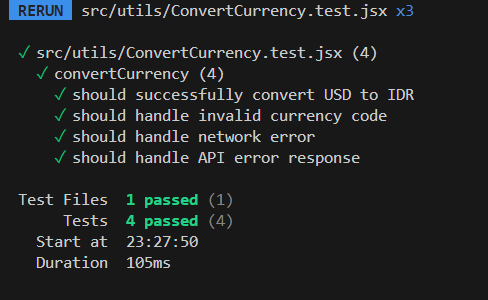 RERUN src/utils/ConvertCurrency.test.jsx x3
✓ src/utils/ConvertCurrency.test.jsx (4)
✓ convertCurrency (4)
✓ should successfully convert USD to IDR
✓ should handle invalid currency code
✓ should handle network error
✓ should handle API error response
Test Files 1 passed (1)
Tests 4 passed (4)
Start at 23:27:50
Duration 105ms